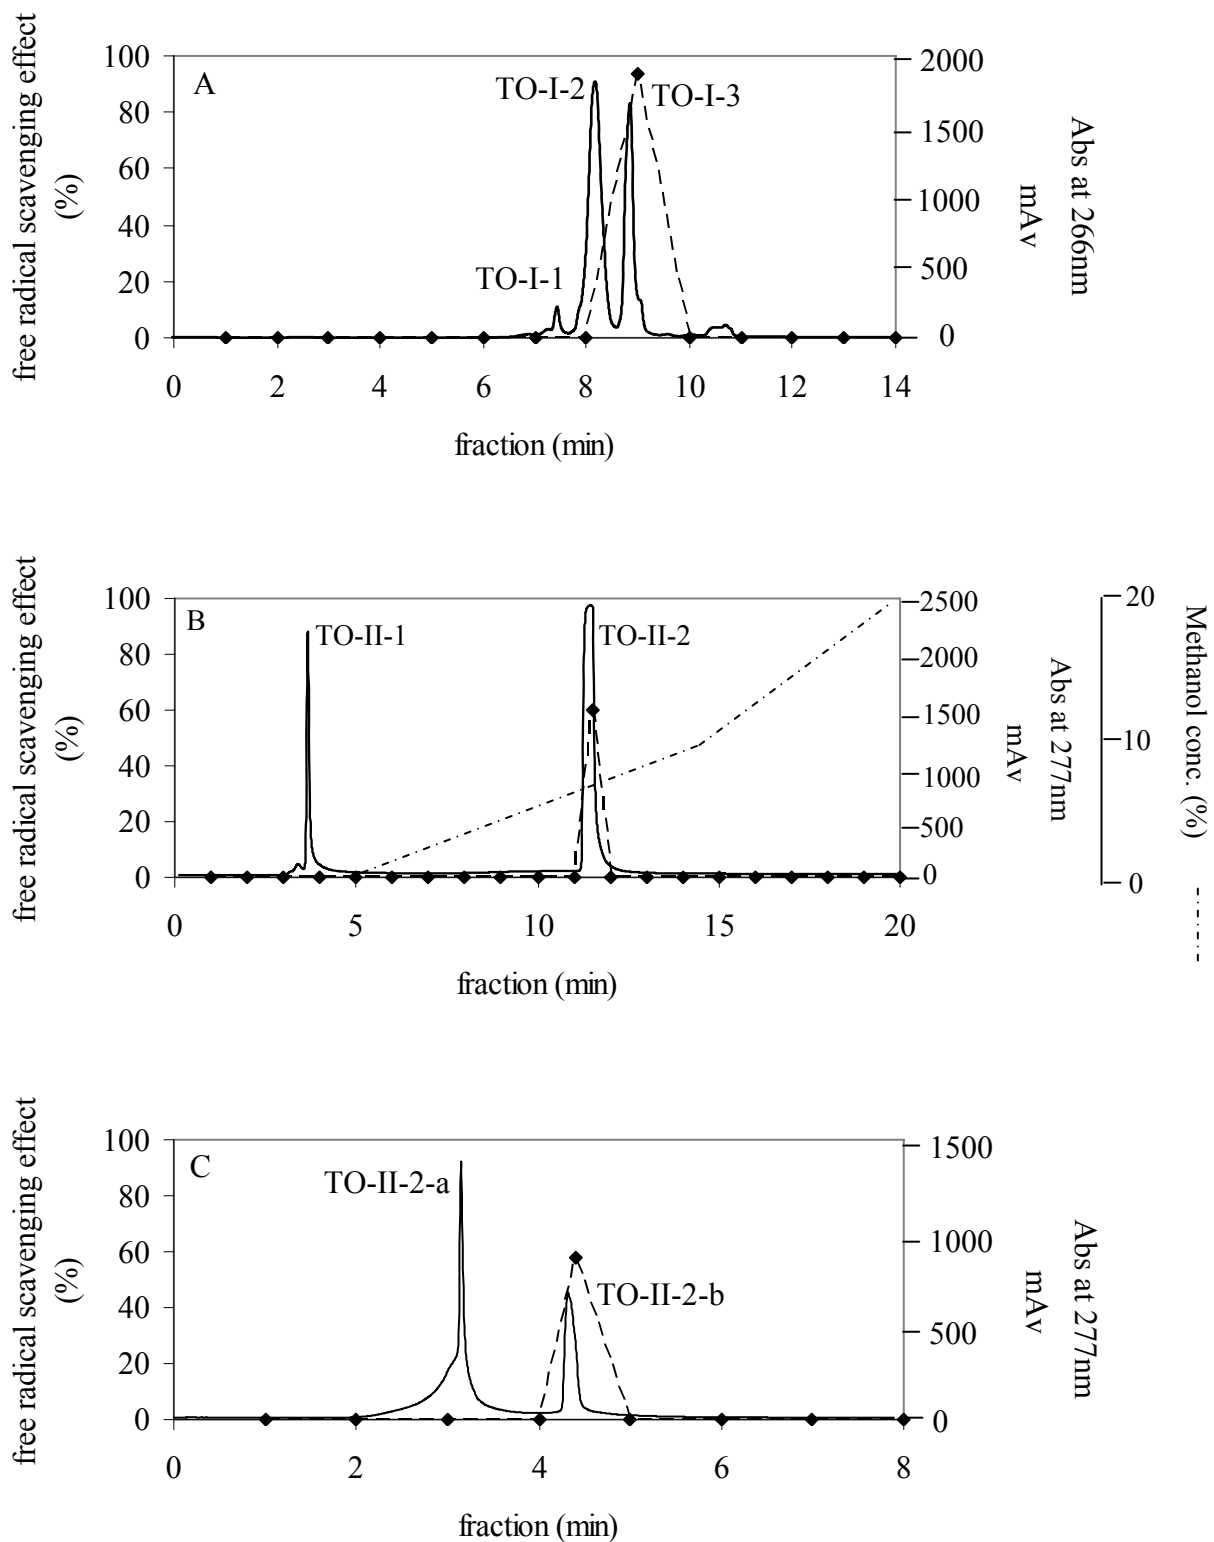 free radical scavenging effect
(%)
100
80
60
40
20
0
A
TO-I-1
TO-I-2
TO-I-3
2000
1500
1000
500
0
Abs at 266nm
mAv
0 2 4 6 8 10 12 14
fraction (min)
free radical scavenging effect
(%)
100
80
60
40
20
0
B
TO-II-1
TO-II-2
2500
2000
1500
1000
500
0
mAv
Abs at 277nm
20
10
0
Methanol conc. (%)
0 5 10 15 20
fraction (min)
free radical scavenging effect
(%)
100
80
60
40
20
0
C
TO-II-2-a
TO-II-2-b
1500
1000
500
0
Abs at 277nm
mAv
0 2 4 6 8
fraction (min)